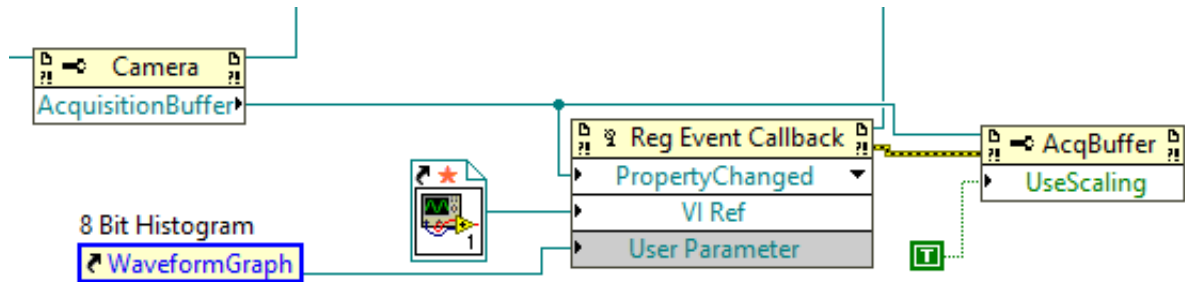 Camera
AcquisitionBuffer
Reg Event Callback
PropertyChanged
VI Ref
User Parameter
AcqBuffer
UseScaling
1
8 Bit Histogram
WaveformGraph
T